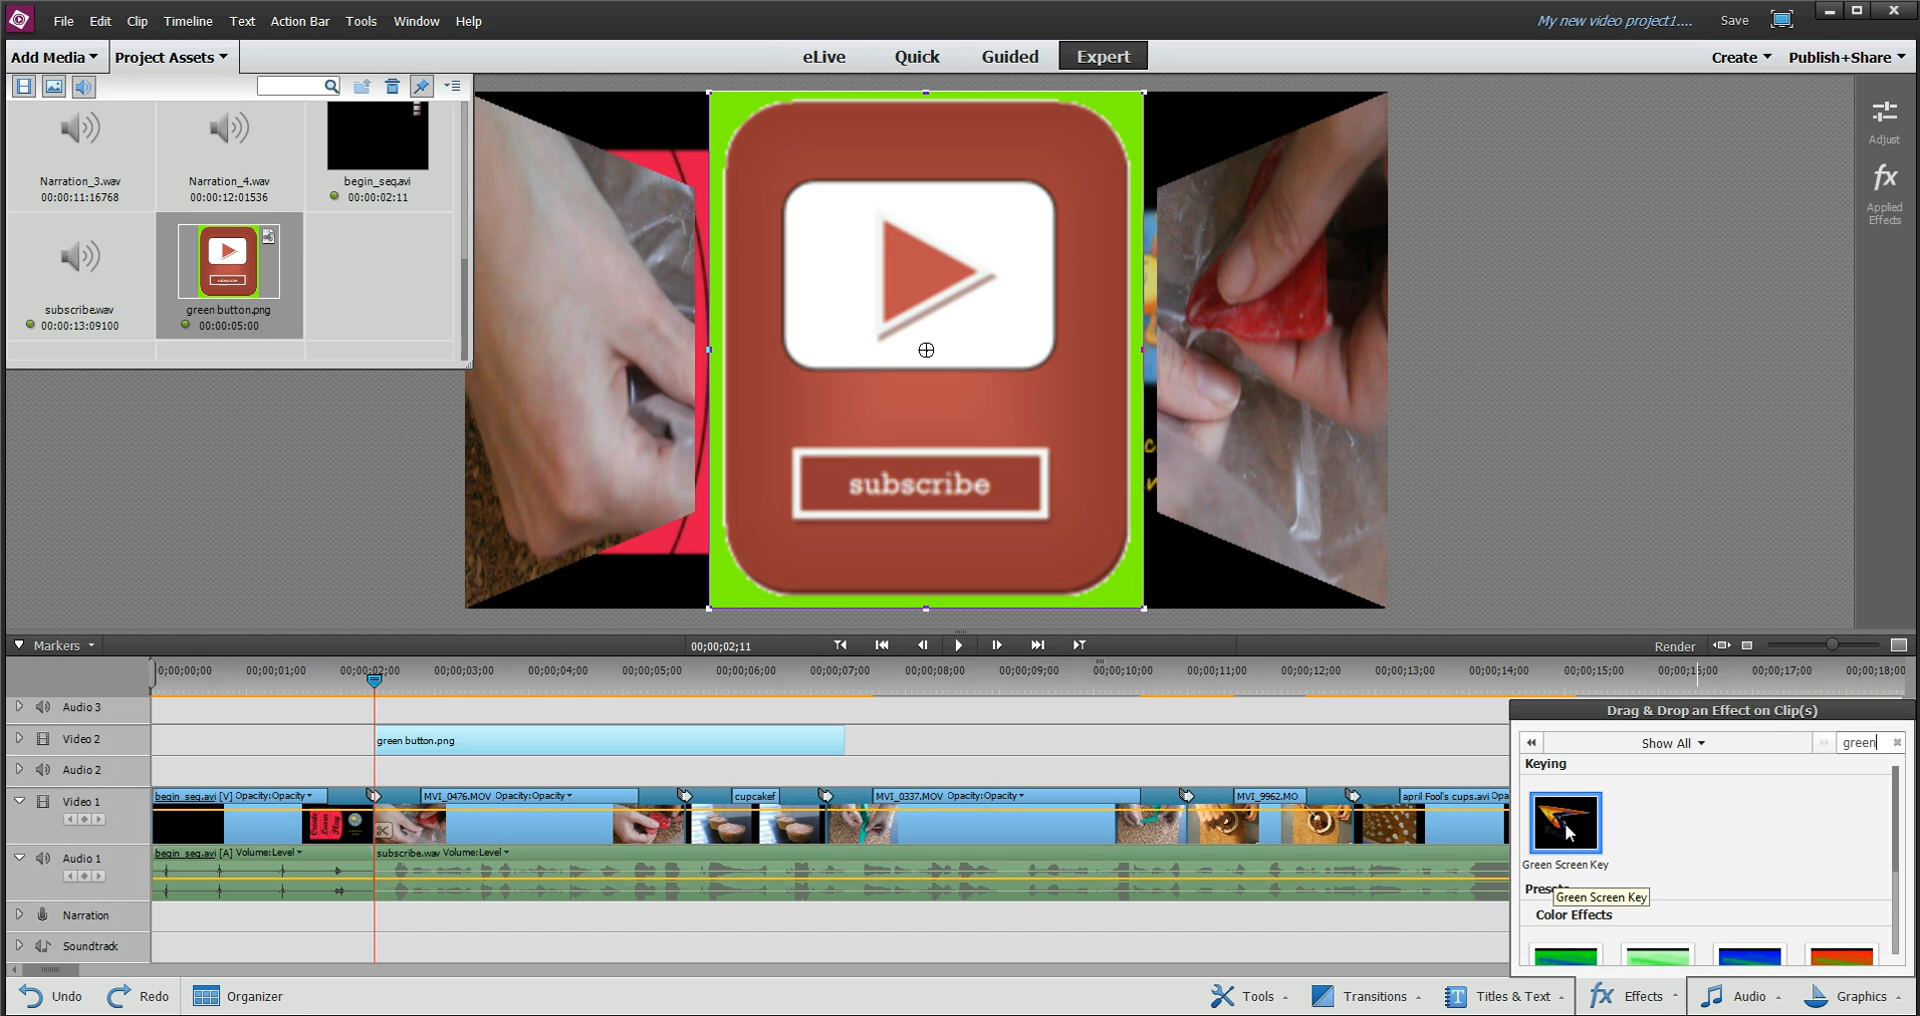 File Edit Clip Timeline Text Action Bar Tools Window Help
My new video project1....
Save
Add Media
Project Assets
eLive Quick Guided Expert
Create Publish+Share
Adjust
fx
Applied
Effects
Narration_3.wav
00:00:11:16768
Narration_4.wav
00:00:12:01536
begin_seq.avi
00:00:02:11
subscribe.wav
00:00:13:09100
green button.png
00:00:05:00
subscribe
Markers
00;00;02;11
Render
0;00;00;00 00;00;01;00 00;00;02;00 00;00;03;00 00;00;04;00 00;00;05;00 00;00;06;00 00;00;07;00 00;00;08;00 00;00;09;00 00;00;10;00 00;00;11;00 00;00;12;00 00;00;13;00 00;00;14;00 00;00;15;00 00;00;16;00 00;00;17;00 00;00;18;00
Audio 3
Video 2
green button.png
Audio 2
Video 1
begin_seq.avi [V] Opacity:Opacity
MVI_0476.MOV Opacity:Opacity
cupcakef
MVI_0337.MOV Opacity:Opacity
MVI_9962.MO
april Fool's cups.avi Opa
Create
Learn
Play
Audio 1
begin_seq.avi [A] Volume:Level
subscribe.wav Volume:Level
Narration
Soundtrack
Drag & Drop an Effect on Clip(s)
Show All
green
Keying
Green Screen Key
Presets
Green Screen Key
Color Effects
Undo Redo Organizer
Tools Transitions Titles & Text fx Effects Audio Graphics